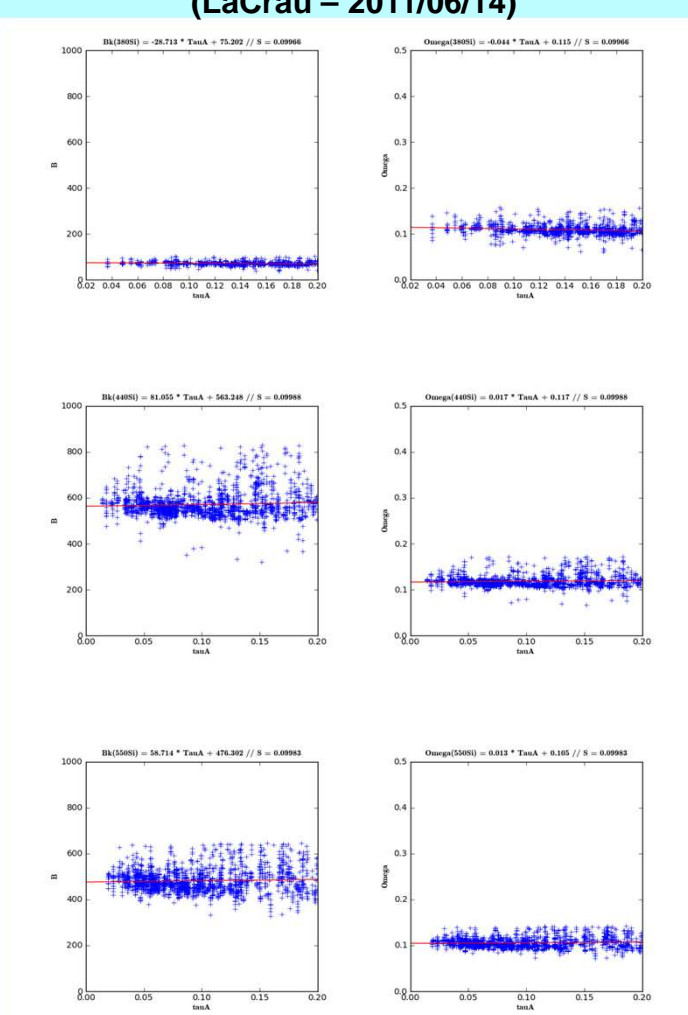 (LaCrau – 2011/06/14)
Bk(380Si) = -28.713 * TauA + 75.202 // S = 0.09966
1000
800
600
400
200
0
B
0.02 0.04 0.06 0.08 0.10 0.12 0.14 0.16 0.18 0.20
tauA
Omega(380Si) = -0.044 * TauA + 0.115 // S = 0.09966
0.5
0.4
0.3
0.2
0.1
0.0
Omega
0.02 0.04 0.06 0.08 0.10 0.12 0.14 0.16 0.18 0.20
tauA
Bk(440Si) = 81.055 * TauA + 563.248 // S = 0.09988
1000
800
600
400
200
0
B
0.00 0.05 0.10 0.15 0.20
tauA
Omega(440Si) = 0.017 * TauA + 0.117 // S = 0.09988
0.5
0.4
0.3
0.2
0.1
0.0
Omega
0.00 0.05 0.10 0.15 0.20
tauA
Bk(550Si) = 58.714 * TauA + 476.302 // S = 0.09983
1000
800
600
400
200
0
B
0.00 0.05 0.10 0.15 0.20
tauA
Omega(550Si) = 0.013 * TauA + 0.105 // S = 0.09983
0.5
0.4
0.3
0.2
0.1
0.0
Omega
0.00 0.05 0.10 0.15 0.20
tauA